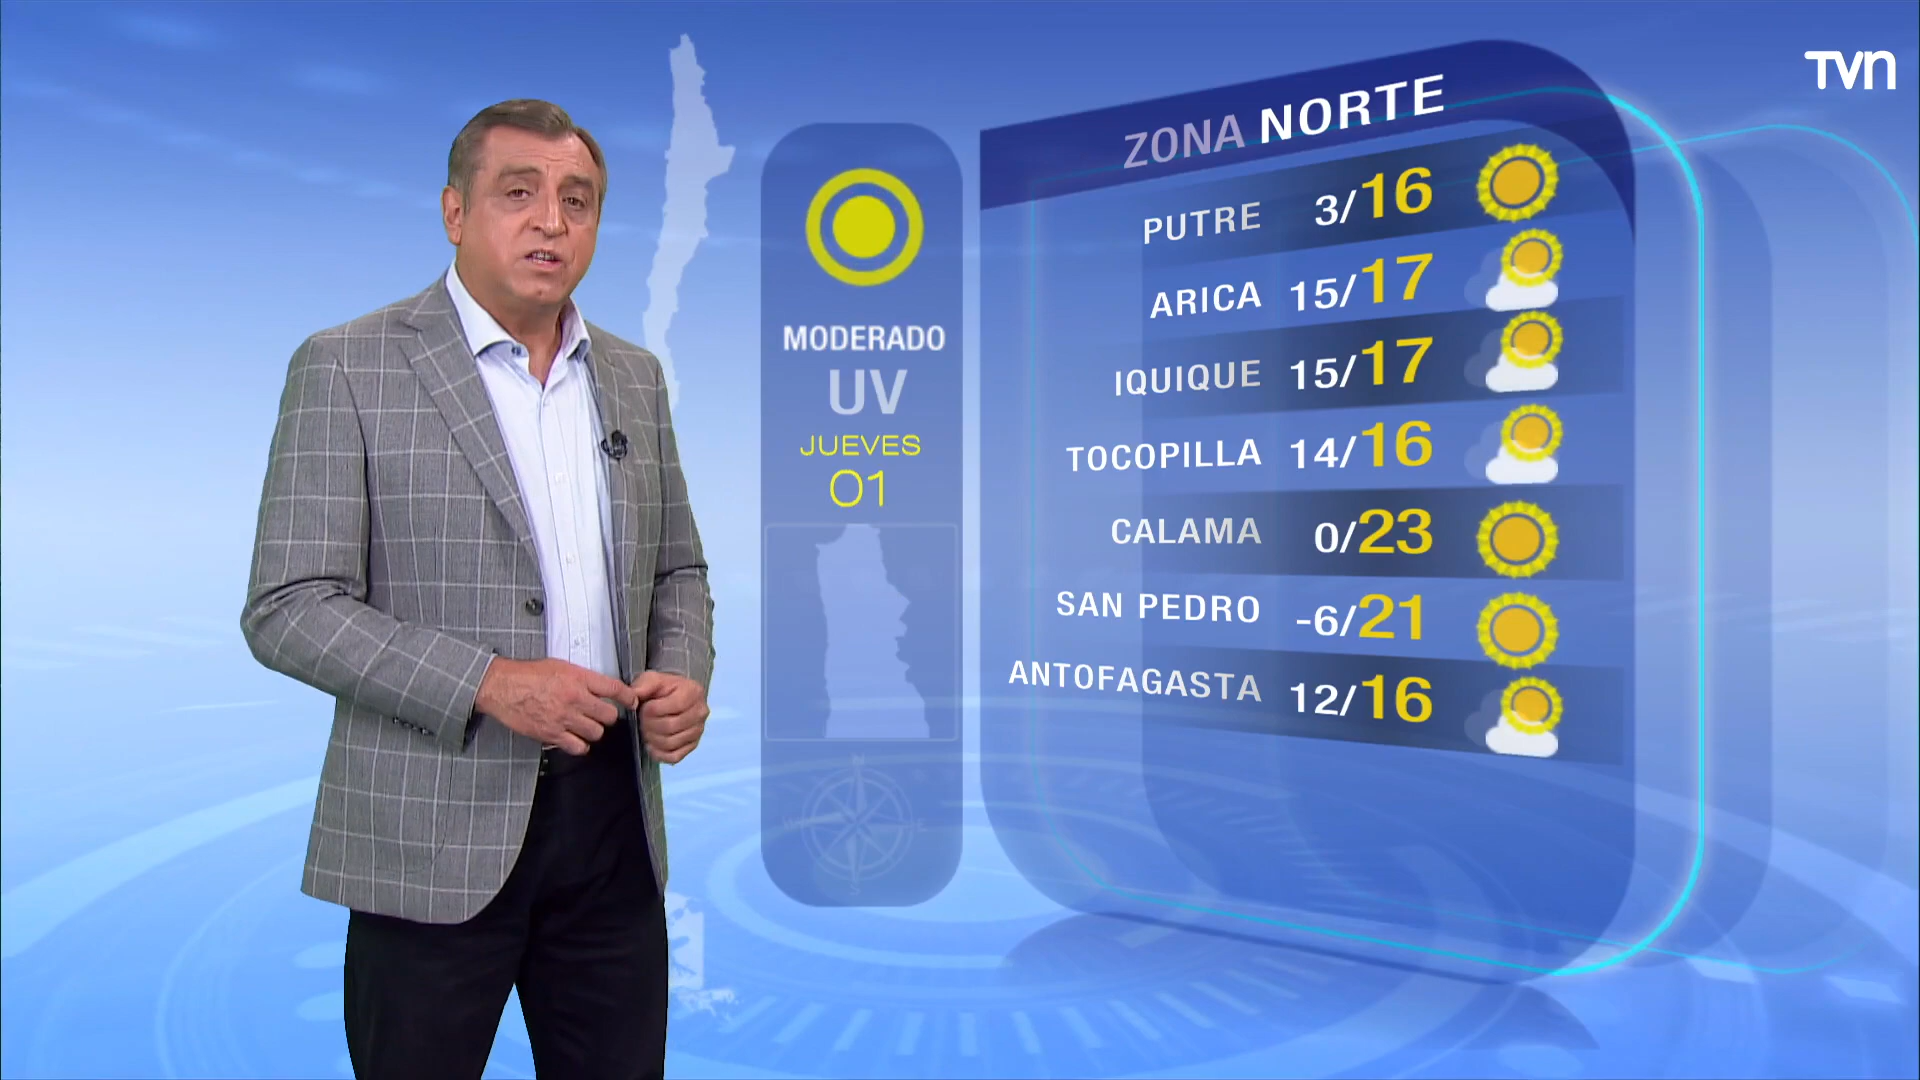 TVN
MODERADO
UV
JUEVES
01
N
W E
S
ZONA NORTE
PUTRE 3/16
ARICA 15/17
IQUIQUE 15/17
TOCOPILLA 14/16
CALAMA 0/23
SAN PEDRO -6/21
ANTOFAGASTA 12/16